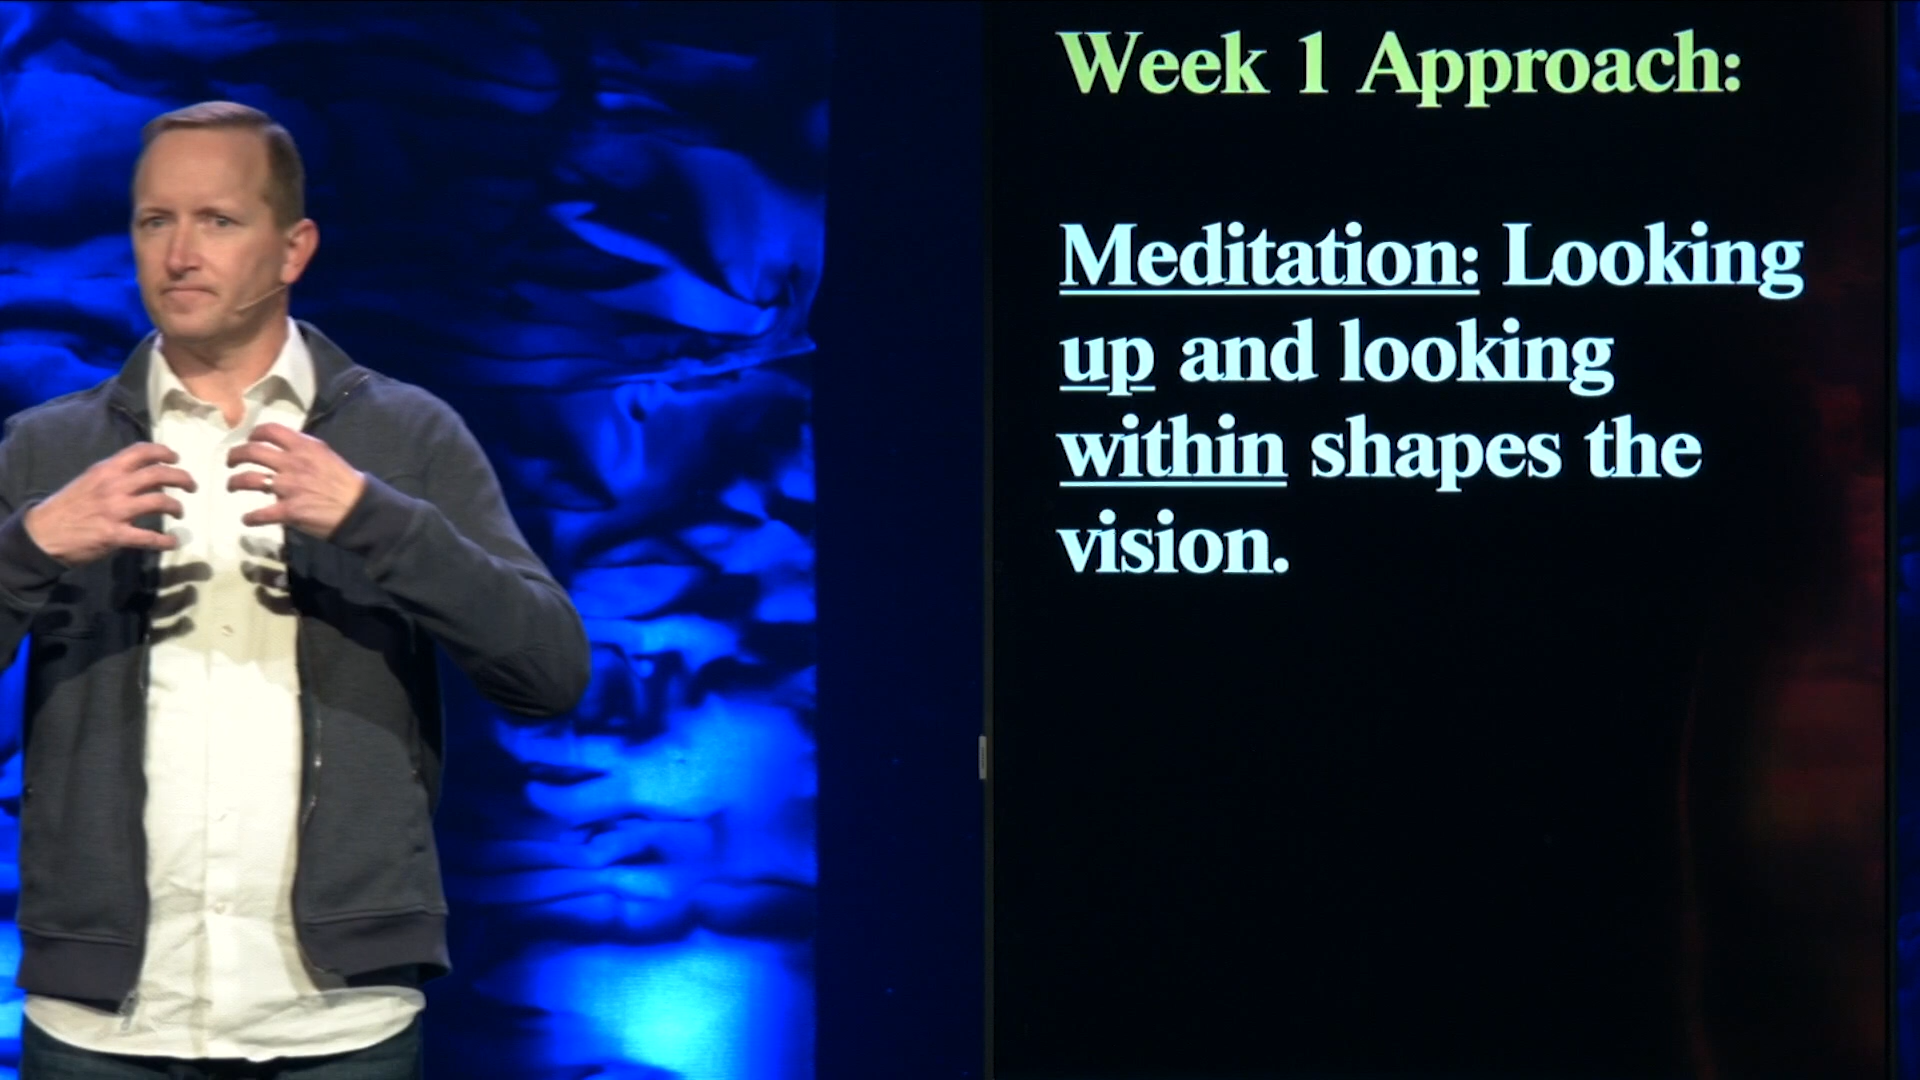 Week 1 Approach:
Meditation: Looking
up and looking
within shapes the
vision.